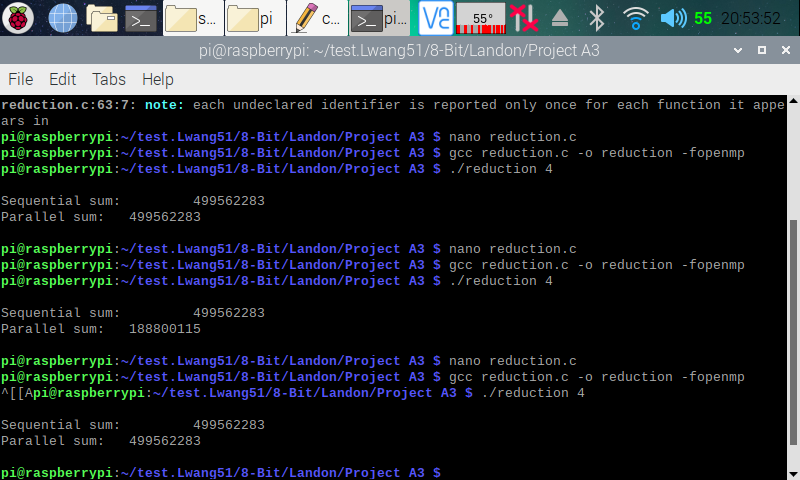 s...
pi
c...
pi...
55°
55
20:53:52
pi@raspberrypi: ~/test.Lwang51/8-Bit/Landon/Project A3
File Edit Tabs Help
reduction.c:63:7: note: each undeclared identifier is reported only once for each function it appe
ars in
pi@raspberrypi:~/test.Lwang51/8-Bit/Landon/Project A3 $ nano reduction.c
pi@raspberrypi:~/test.Lwang51/8-Bit/Landon/Project A3 $ gcc reduction.c -o reduction -fopenmp
pi@raspberrypi:~/test.Lwang51/8-Bit/Landon/Project A3 $ ./reduction 4
Sequential sum: 499562283
Parallel sum: 499562283
pi@raspberrypi:~/test.Lwang51/8-Bit/Landon/Project A3 $ nano reduction.c
pi@raspberrypi:~/test.Lwang51/8-Bit/Landon/Project A3 $ gcc reduction.c -o reduction -fopenmp
pi@raspberrypi:~/test.Lwang51/8-Bit/Landon/Project A3 $ ./reduction 4
Sequential sum: 499562283
Parallel sum: 188800115
pi@raspberrypi:~/test.Lwang51/8-Bit/Landon/Project A3 $ nano reduction.c
pi@raspberrypi:~/test.Lwang51/8-Bit/Landon/Project A3 $ gcc reduction.c -o reduction -fopenmp
^[[Api@raspberrypi:~/test.Lwang51/8-Bit/Landon/Project A3 $ ./reduction 4
Sequential sum: 499562283
Parallel sum: 499562283
pi@raspberrypi:~/test.Lwang51/8-Bit/Landon/Project A3 $